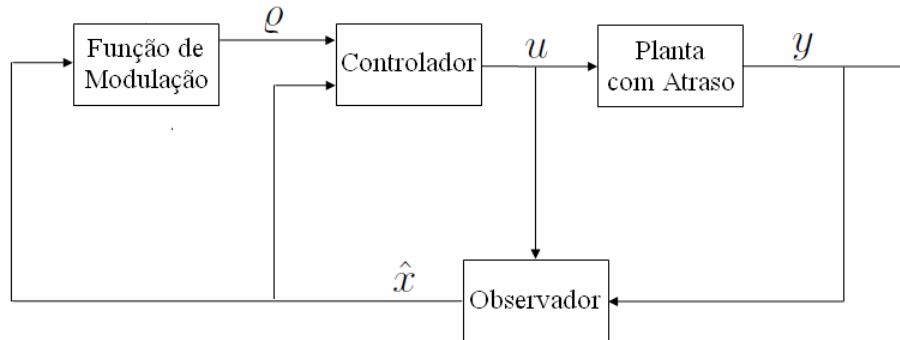 Função de
Modulação
ϱ
Controlador
u
Planta
com Atraso
y
x̂
Observador